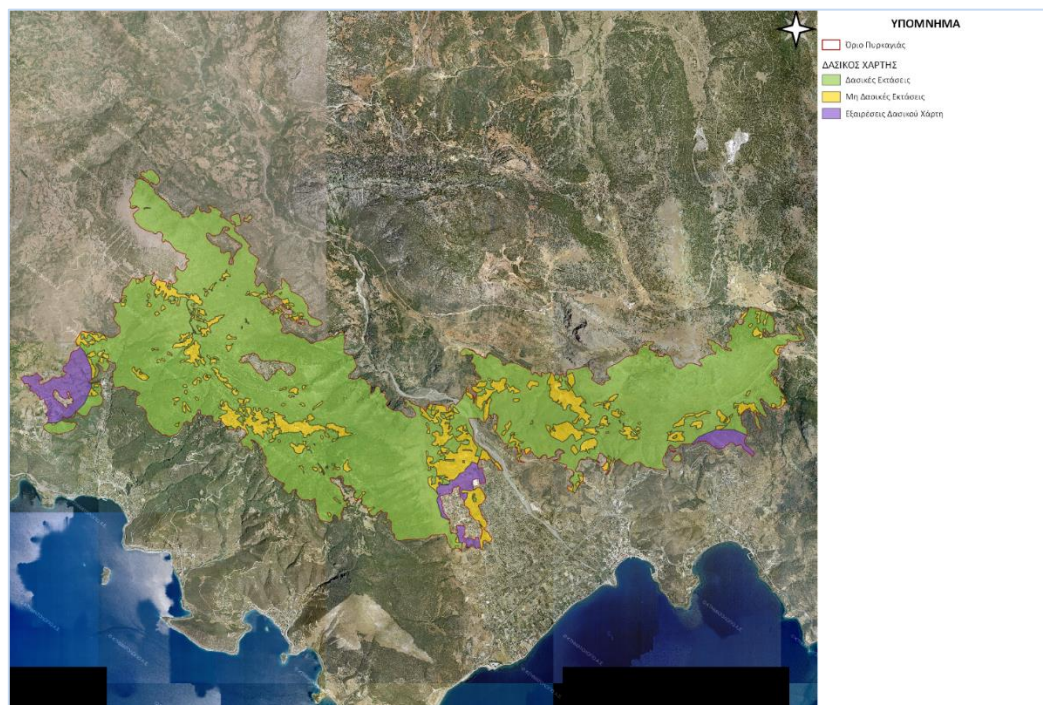 ΥΠΟΜΝΗΜΑ
Όριο Πυρκαγιάς
ΔΑΣΙΚΟΣ ΧΑΡΤΗΣ
Δασικές Εκτάσεις
Μη Δασικές Εκτάσεις
Εξαιρέσεις Δασικού Χάρτη